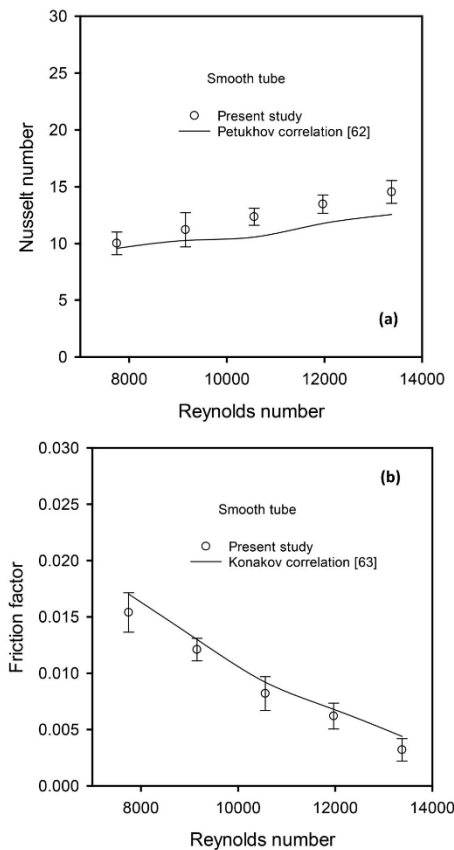 30
25
20
15
10
5
0
Nusselt number
Smooth tube
Present study
Petukhov correlation [62]
(a)
8000 10000 12000 14000
Reynolds number
0.030
0.025
0.020
0.015
0.010
0.005
0.000
Friction factor
(b)
Smooth tube
Present study
Konakov correlation [63]
8000 10000 12000 14000
Reynolds number